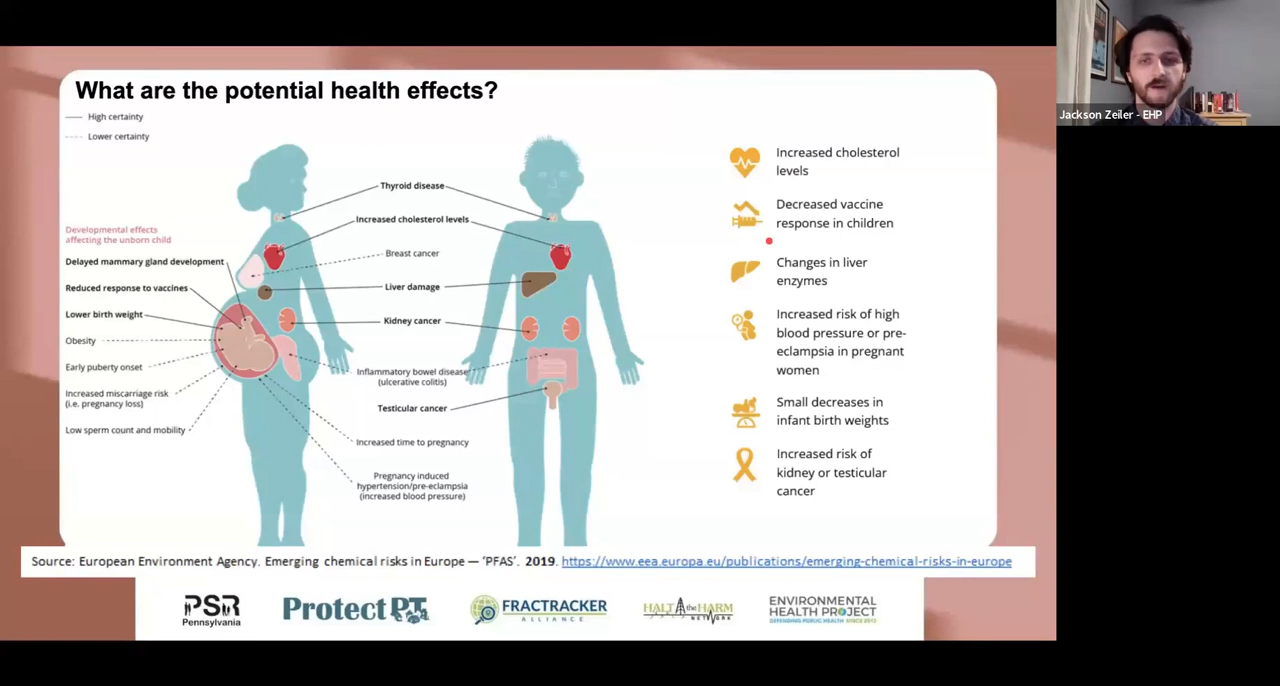 What are the potential health effects?
High certainty
Lower certainty
Developmental effects
affecting the unborn child
Delayed mammary gland development
Reduced response to vaccines
Lower birth weight
Obesity
Early puberty onset
Increased miscarriage risk
(i.e. pregnancy loss)
Low sperm count and mobility
Thyroid disease
Increased cholesterol levels
Breast cancer
Liver damage
Kidney cancer
Inflammatory bowel disease
(ulcerative colitis)
Testicular cancer
Increased time to pregnancy
Pregnancy induced
hypertension/pre-eclampsia
(increased blood pressure)
Increased cholesterol
levels
Decreased vaccine
response in children
Changes in liver
enzymes
Increased risk of high
blood pressure or pre-
eclampsia in pregnant
women
Small decreases in
infant birth weights
Increased risk of
kidney or testicular
cancer
Source: European Environment Agency. Emerging chemical risks in Europe — 'PFAS'. 2019. https://www.eea.europa.eu/publications/emerging-chemical-risks-in-europe
PSR
Pennsylvania
Protect PT
FRACTRACKER
ALLIANCE
HALT the HARM
NETWORK
ENVIRONMENTAL
HEALTH PROJECT
DEFENDING PUBLIC HEALTH SINCE 2012
Jackson Zeiler - EHP